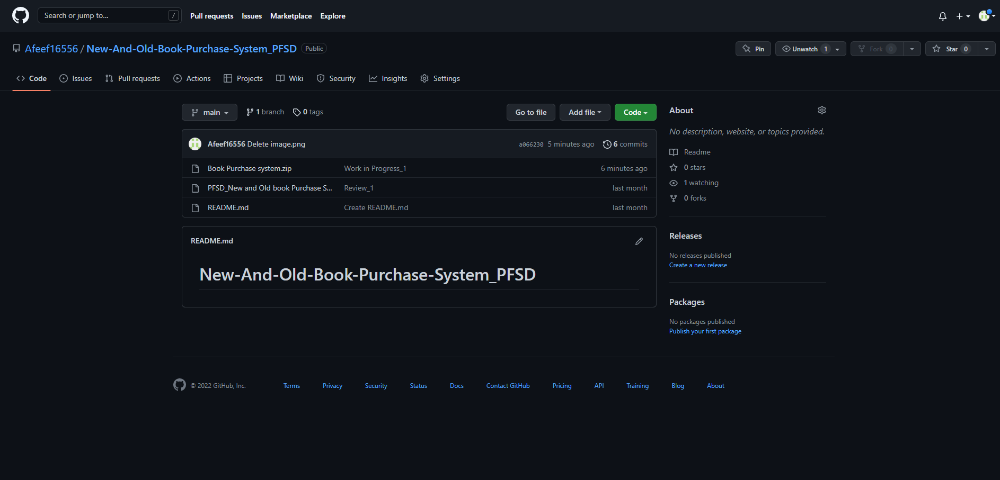 Search or jump to... /
Pull requests Issues Marketplace Explore
Afeef16556 / New-And-Old-Book-Purchase-System_PFSD Public
Pin Unwatch 1 Fork 0 Star 0
Code Issues Pull requests Actions Projects Wiki Security Insights Settings
main 1 branch 0 tags Go to file Add file Code
Afeef16556 Delete image.png a066230 5 minutes ago 6 commits
Book Purchase system.zip Work in Progress_1 6 minutes ago
PFSD_New and Old book Purchase S... Review_1 last month
README.md Create README.md last month
README.md
New-And-Old-Book-Purchase-System_PFSD
About
No description, website, or topics provided.
Readme
0 stars
1 watching
0 forks
Releases
No releases published
Create a new release
Packages
No packages published
Publish your first package
© 2022 GitHub, Inc. Terms Privacy Security Status Docs Contact GitHub Pricing API Training Blog About